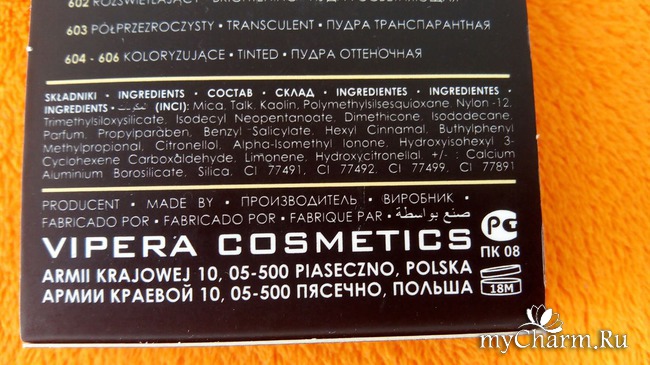 603 PÓŁPRZEZROCZYSTY • TRANSCULENT • ПУДРА ТРАНСПАРАНТНАЯ
604 - 606 KOLORYZUJĄCE • TINTED • ПУДРА ОТТЕНОЧНАЯ
SKŁADNIKI • INGREDIENTS • СОСТАВ • СКЛАД • INGREDIENTES • INGREDIENTES •
INGRÉDIENTS • (INCI): Mica, Talk, Kaolin, Polymethylsilsesquioxane, Nylon -12,
Trimethylsiloxysilicate, Isodecyl Neopentanoate, Dimethicone, Isododecane,
Parfum, Propylparaben, Benzyl Salicylate, Hexyl Cinnamal, Buthylphenyl
Methylpropional, Citronellol, Alpha-Isomethyl Ionone, Hydroxyisohexyl 3-
Cyclohexene Carboxaldehyde, Limonene, Hydroxycitronellal, +/- : Calcium
Aluminium Borosilicate, Silica, CI 77491, CI 77492, CI 77499, CI 77891
PRODUCENT • MADE BY • ПРОИЗВОДИТЕЛЬ • ВИРОБНИК •
FABRICADO POR • FABRICADO POR • FABRIQUE PAR • صنع بواسطة
VIPERA COSMETICS
ARMII KRAJOWEJ 10, 05-500 PIASECZNO, POLSKA
АРМИИ КРАЕВОЙ 10, 05-500 ПЯСЕЧНО, ПОЛЬША
РС
ПК 08
18M
myCharm.Ru